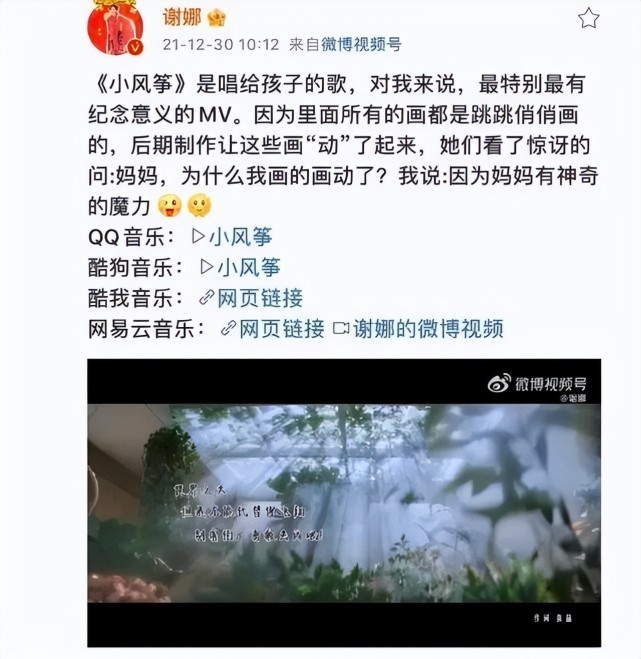 谢娜
21-12-30 10:12 来自微博视频号
《小风筝》是唱给孩子的歌，对我来说，最特别最有
纪念意义的MV。因为里面所有的画都是跳跳俏俏画
的，后期制作让这些画“动”了起来，她们看了惊讶的
问:妈妈，为什么我画的画动了？我说:因为妈妈有神奇
的魔力
QQ音乐：小风筝
酷狗音乐：小风筝
酷我音乐：网页链接
网易云音乐：网页链接 谢娜的微博视频
微博视频号
@谢娜
世界之大
作词